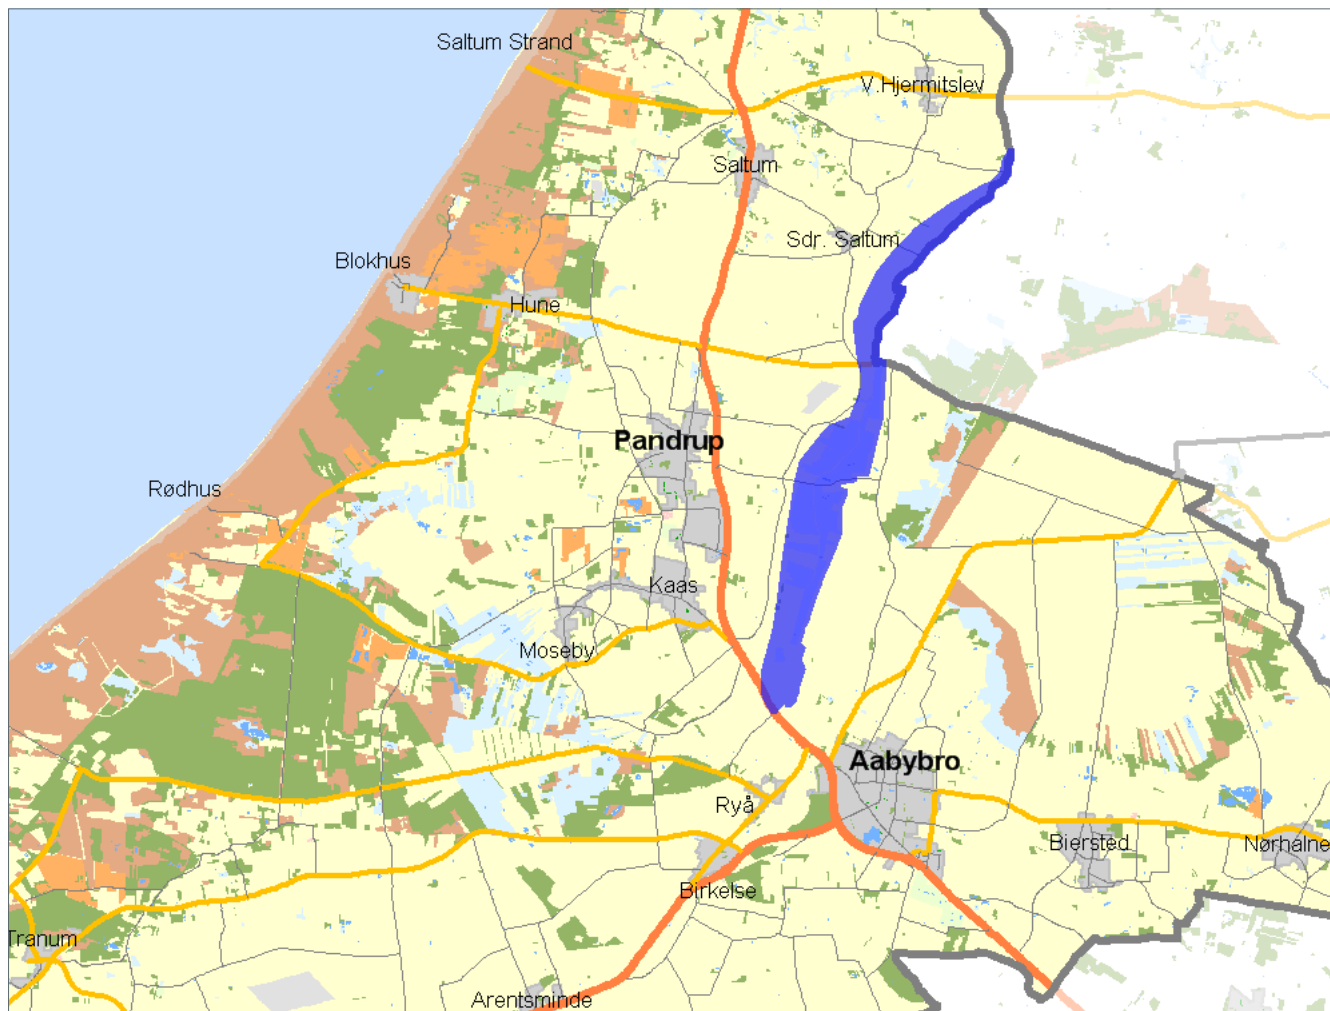 Saltum Strand
V.Hjermitslev
Saltum
Sdr. Saltum
Blokhus
Hune
Pandrup
Rødhus
Kaas
Moseby
Aabybro
Ryå
Biersted
Nørhalne
Birkelse
Tranum
Arentsminde